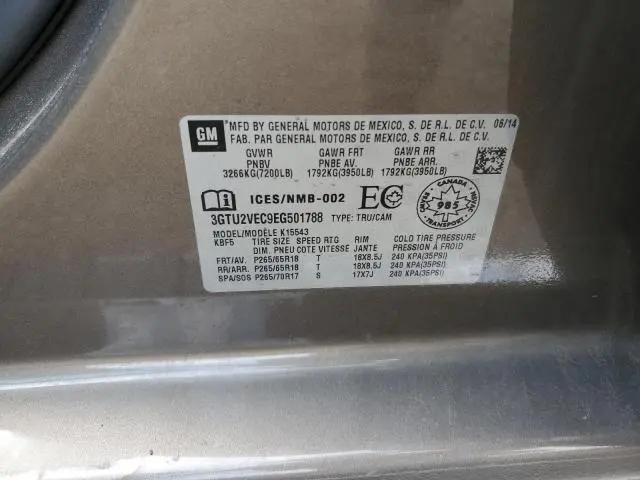 GM
MFD BY GENERAL MOTORS DE MEXICO, S. DE R.L. DE C.V. 06/14
FAB. PAR GENERAL MOTORS DE MEXICO, S. DE R.L. DE C.V.
GVWR GAWR FRT GAWR RR
PNBV PNBE AV. PNBE ARR.
3266KG(7200LB) 1792KG(3950LB) 1792KG(3950LB)
ICES/NMB-002 EC CANADA 985
3GTU2VEC9EG501788 TYPE: TRU/CAM
MODEL/MODÈLE K15543
KBF5 TIRE SIZE SPEED RTG RIM COLD TIRE PRESSURE
DIM. PNEU COTE VITESSE JANTE PRESSION À FROID
FRT/AV. P265/65R18 T 18X8.5J 240 KPA(35PSI)
RR/ARR. P265/65R18 T 18X8.5J 240 KPA(35PSI)
SPA/SOS P265/70R17 S 17X7J 240 KPA(35PSI)